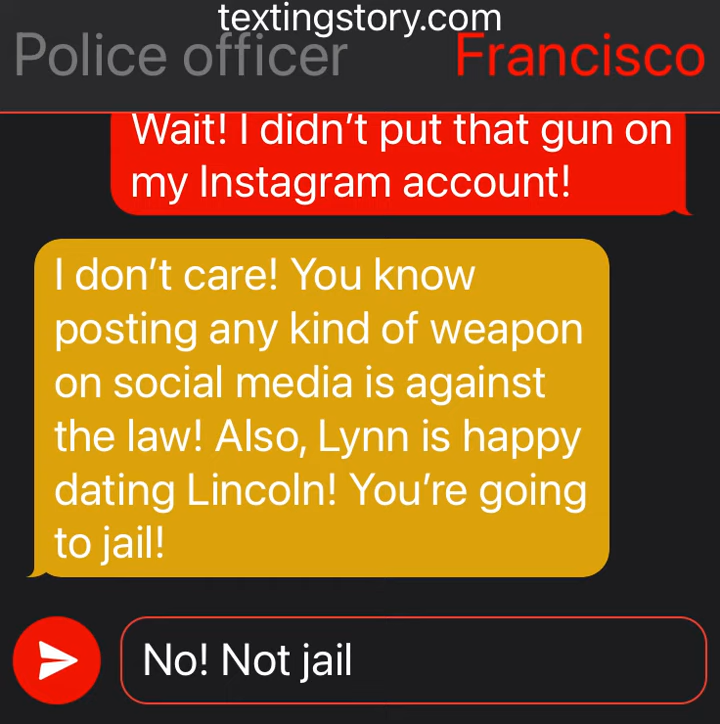 textingstory.com
Police officer Francisco
Wait! I didn't put that gun on
my Instagram account!
I don't care! You know
posting any kind of weapon
on social media is against
the law! Also, Lynn is happy
dating Lincoln! You're going
to jail!
No! Not jail